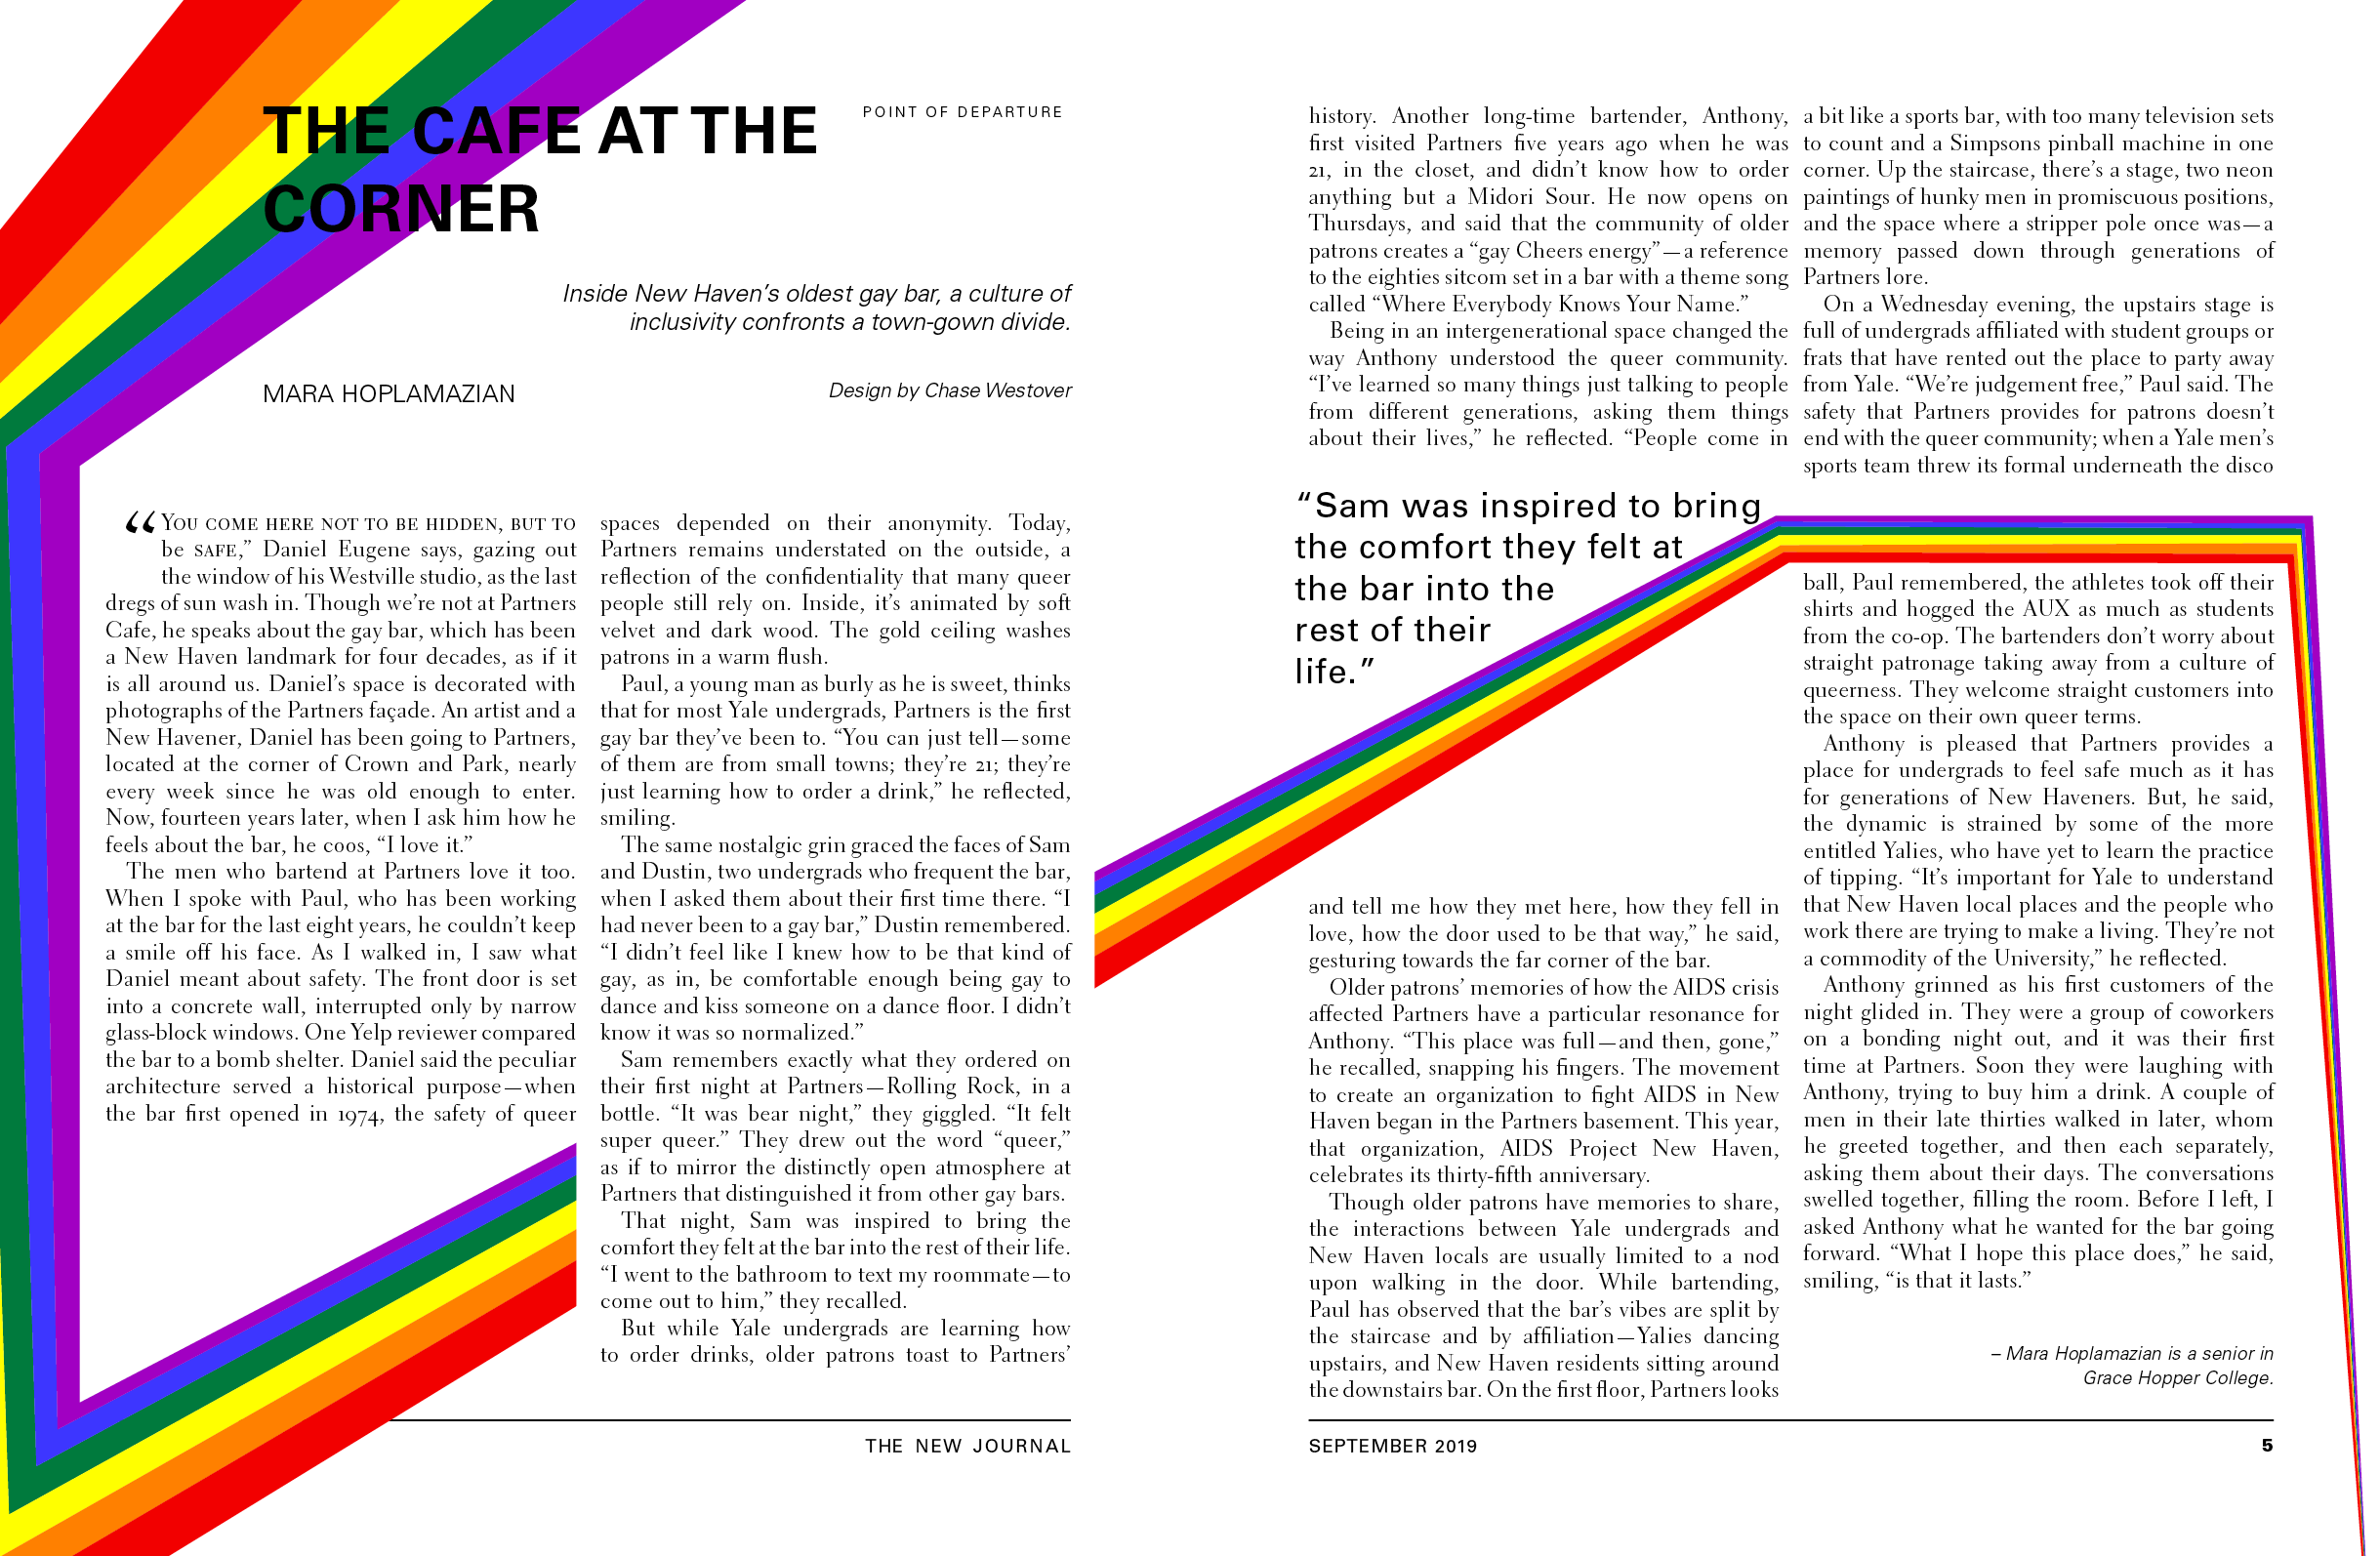 THE CAFE AT THE
CORNER
POINT OF DEPARTURE
Inside New Haven’s oldest gay bar, a culture of
inclusivity confronts a town-gown divide.
MARA HOPLAMAZIAN
Design by Chase Westover
“YOU COME HERE NOT TO BE HIDDEN, BUT TO
be SAFE,” Daniel Eugene says, gazing out
the window of his Westville studio, as the last
dregs of sun wash in. Though we’re not at Partners
Cafe, he speaks about the gay bar, which has been
a New Haven landmark for four decades, as if it
is all around us. Daniel’s space is decorated with
photographs of the Partners façade. An artist and a
New Havener, Daniel has been going to Partners,
located at the corner of Crown and Park, nearly
every week since he was old enough to enter.
Now, fourteen years later, when I ask him how he
feels about the bar, he coos, “I love it.”
The men who bartend at Partners love it too.
When I spoke with Paul, who has been working
at the bar for the last eight years, he couldn’t keep
a smile off his face. As I walked in, I saw what
Daniel meant about safety. The front door is set
into a concrete wall, interrupted only by narrow
glass-block windows. One Yelp reviewer compared
the bar to a bomb shelter. Daniel said the peculiar
architecture served a historical purpose—when
the bar first opened in 1974, the safety of queer
spaces depended on their anonymity. Today,
Partners remains understated on the outside, a
reflection of the confidentiality that many queer
people still rely on. Inside, it’s animated by soft
velvet and dark wood. The gold ceiling washes
patrons in a warm flush.
Paul, a young man as burly as he is sweet, thinks
that for most Yale undergrads, Partners is the first
gay bar they’ve been to. “You can just tell—some
of them are from small towns; they’re 21; they’re
just learning how to order a drink,” he reflected,
smiling.
The same nostalgic grin graced the faces of Sam
and Dustin, two undergrads who frequent the bar,
when I asked them about their first time there. “I
had never been to a gay bar,” Dustin remembered.
“I didn’t feel like I knew how to be that kind of
gay, as in, be comfortable enough being gay to
dance and kiss someone on a dance floor. I didn’t
know it was so normalized.”
Sam remembers exactly what they ordered on
their first night at Partners—Rolling Rock, in a
bottle. “It was bear night,” they giggled. “It felt
super queer.” They drew out the word “queer,”
as if to mirror the distinctly open atmosphere at
Partners that distinguished it from other gay bars.
That night, Sam was inspired to bring the
comfort they felt at the bar into the rest of their life.
“I went to the bathroom to text my roommate—to
come out to him,” they recalled.
But while Yale undergrads are learning how
to order drinks, older patrons toast to Partners’
THE NEW JOURNAL
history. Another long-time bartender, Anthony,
first visited Partners five years ago when he was
21, in the closet, and didn’t know how to order
anything but a Midori Sour. He now opens on
Thursdays, and said that the community of older
patrons creates a “gay Cheers energy”—a reference
to the eighties sitcom set in a bar with a theme song
called “Where Everybody Knows Your Name.”
Being in an intergenerational space changed the
way Anthony understood the queer community.
“I’ve learned so many things just talking to people
from different generations, asking them things
about their lives,” he reflected. “People come in
“Sam was inspired to bring
the comfort they felt at
the bar into the
rest of their
life.”
and tell me how they met here, how they fell in
love, how the door used to be that way,” he said,
gesturing towards the far corner of the bar.
Older patrons’ memories of how the AIDS crisis
affected Partners have a particular resonance for
Anthony. “This place was full—and then, gone,”
he recalled, snapping his fingers. The movement
to create an organization to fight AIDS in New
Haven began in the Partners basement. This year,
that organization, AIDS Project New Haven,
celebrates its thirty-fifth anniversary.
Though older patrons have memories to share,
the interactions between Yale undergrads and
New Haven locals are usually limited to a nod
upon walking in the door. While bartending,
Paul has observed that the bar’s vibes are split by
the staircase and by affiliation—Yalies dancing
upstairs, and New Haven residents sitting around
the downstairs bar. On the first floor, Partners looks
a bit like a sports bar, with too many television sets
to count and a Simpsons pinball machine in one
corner. Up the staircase, there’s a stage, two neon
paintings of hunky men in promiscuous positions,
and the space where a stripper pole once was—a
memory passed down through generations of
Partners lore.
On a Wednesday evening, the upstairs stage is
full of undergrads affiliated with student groups or
frats that have rented out the place to party away
from Yale. “We’re judgement free,” Paul said. The
safety that Partners provides for patrons doesn’t
end with the queer community; when a Yale men’s
sports team threw its formal underneath the disco
ball, Paul remembered, the athletes took off their
shirts and hogged the AUX as much as students
from the co-op. The bartenders don’t worry about
straight patronage taking away from a culture of
queerness. They welcome straight customers into
the space on their own queer terms.
Anthony is pleased that Partners provides a
place for undergrads to feel safe much as it has
for generations of New Haveners. But, he said,
the dynamic is strained by some of the more
entitled Yalies, who have yet to learn the practice
of tipping. “It’s important for Yale to understand
that New Haven local places and the people who
work there are trying to make a living. They’re not
a commodity of the University,” he reflected.
Anthony grinned as his first customers of the
night glided in. They were a group of coworkers
on a bonding night out, and it was their first
time at Partners. Soon they were laughing with
Anthony, trying to buy him a drink. A couple of
men in their late thirties walked in later, whom
he greeted together, and then each separately,
asking them about their days. The conversations
swelled together, filling the room. Before I left, I
asked Anthony what he wanted for the bar going
forward. “What I hope this place does,” he said,
smiling, “is that it lasts.”
– Mara Hoplamazian is a senior in
Grace Hopper College.
SEPTEMBER 2019
5